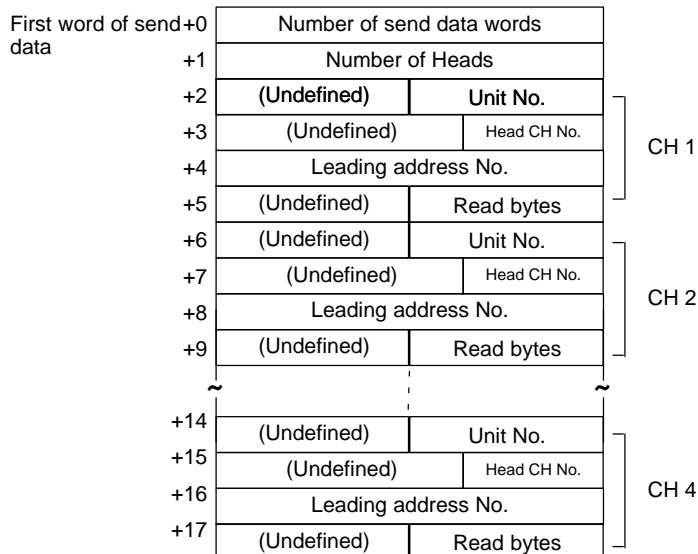 First word of send data
+0 Number of send data words
+1 Number of Heads
+2 (Undefined) Unit No.
+3 (Undefined) Head CH No.
CH 1
+4 Leading address No.
+5 (Undefined) Read bytes
+6 (Undefined) Unit No.
+7 (Undefined) Head CH No.
CH 2
+8 Leading address No.
+9 (Undefined) Read bytes
~ ~
+14 (Undefined) Unit No.
+15 (Undefined) Head CH No.
CH 4
+16 Leading address No.
+17 (Undefined) Read bytes